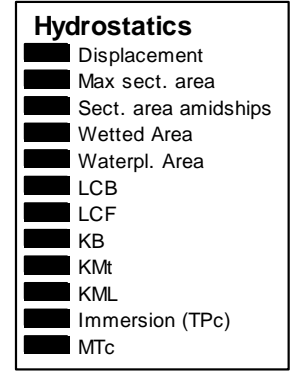 Hydrostatics
Displacement
Max sect. area
Sect. area amidships
Wetted Area
Waterpl. Area
LCB
LCF
KB
KMt
KML
Immersion (TPc)
MTc